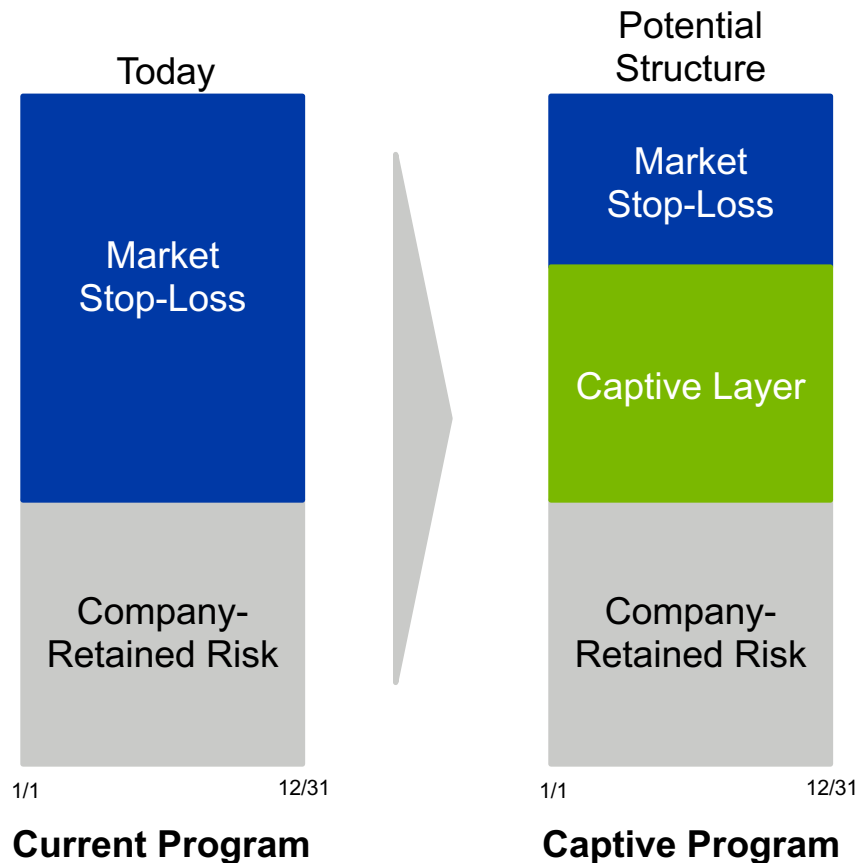 Today
Market
Stop-Loss
Company-
Retained Risk
1/1
12/31
Current Program
Potential
Structure
Market
Stop-Loss
Captive Layer
Company-
Retained Risk
1/1
12/31
Captive Program